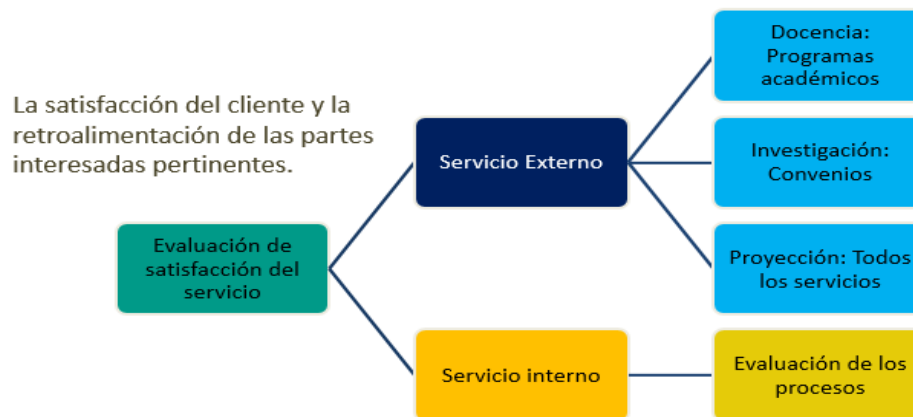 La satisfacción del cliente y la
retroalimentación de las partes
interesadas pertinentes.
Evaluación de
satisfacción del
servicio
Servicio Externo
Docencia:
Programas
académicos
Investigación:
Convenios
Proyección: Todos
los servicios
Servicio interno
Evaluación de los
procesos